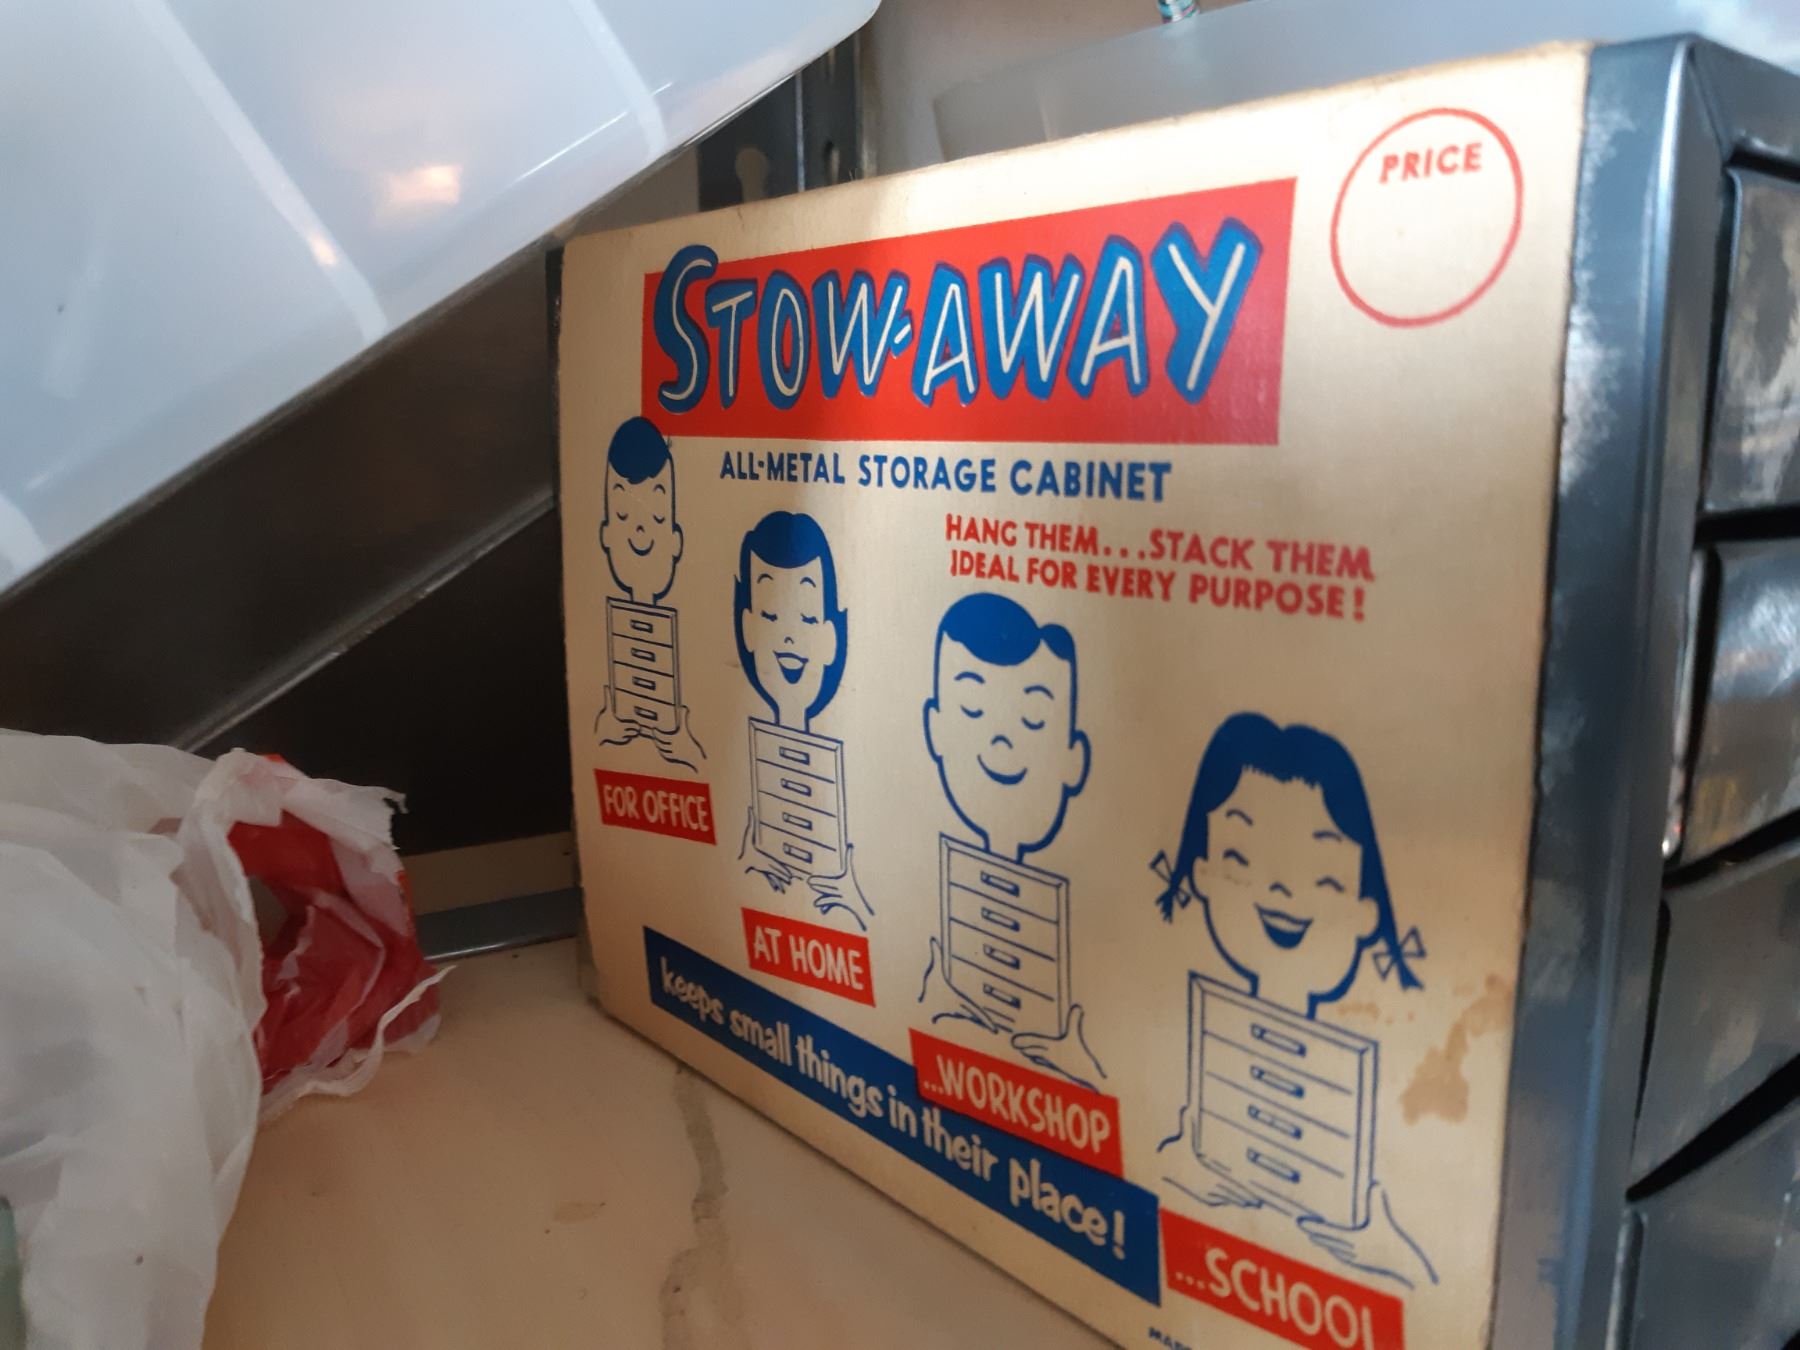 PRICE
STOW-AWAY
ALL-METAL STORAGE CABINET
HANG THEM...STACK THEM
IDEAL FOR EVERY PURPOSE!
FOR OFFICE
AT HOME
...WORKSHOP
...SCHOOL
keeps small things in their place!